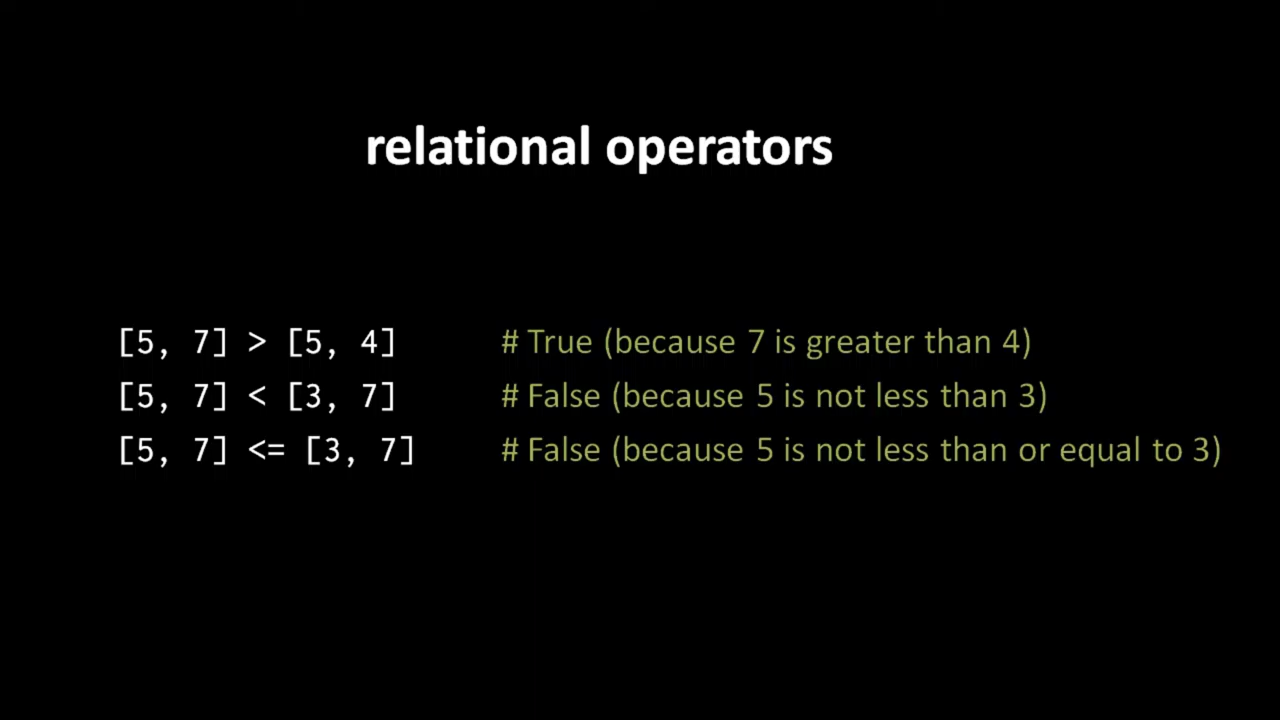 relational operators
[5, 7] > [5, 4] # True (because 7 is greater than 4)
[5, 7] < [3, 7] # False (because 5 is not less than 3)
[5, 7] <= [3, 7] # False (because 5 is not less than or equal to 3)